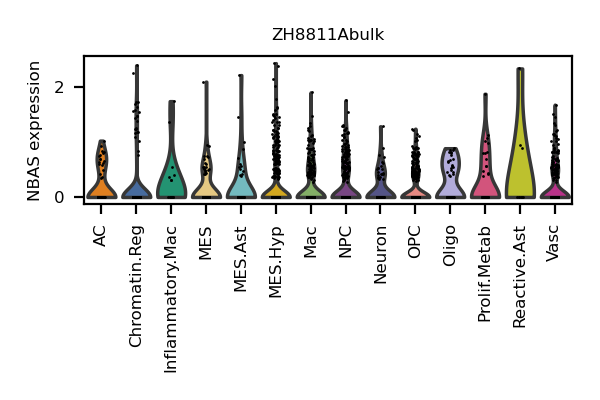 ZH8811Abulk
NBAS expression
2
0
AC
Chromatin.Reg
Inflammatory.Mac
MES
MES.Ast
MES.Hyp
Mac
NPC
Neuron
OPC
Oligo
Prolif.Metab
Reactive.Ast
Vasc